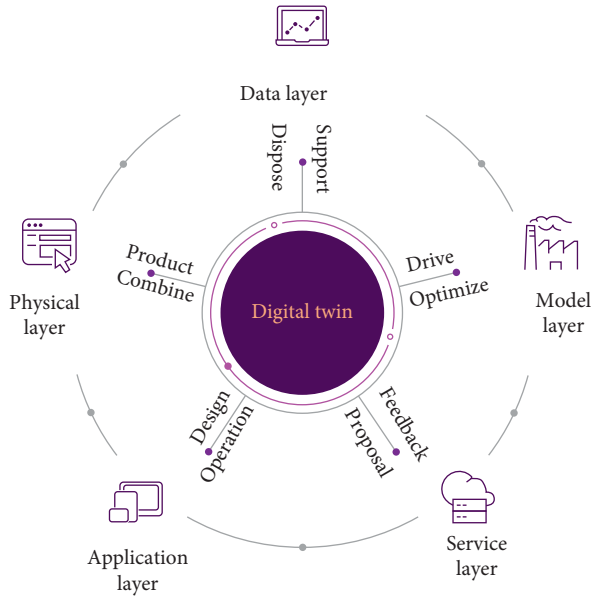 Data layer
Dispose
Support
Product
Combine
Drive
Optimize
Physical
layer
Digital twin
Model
layer
Design
Operation
Feedback
Proposal
Application
layer
Service
layer